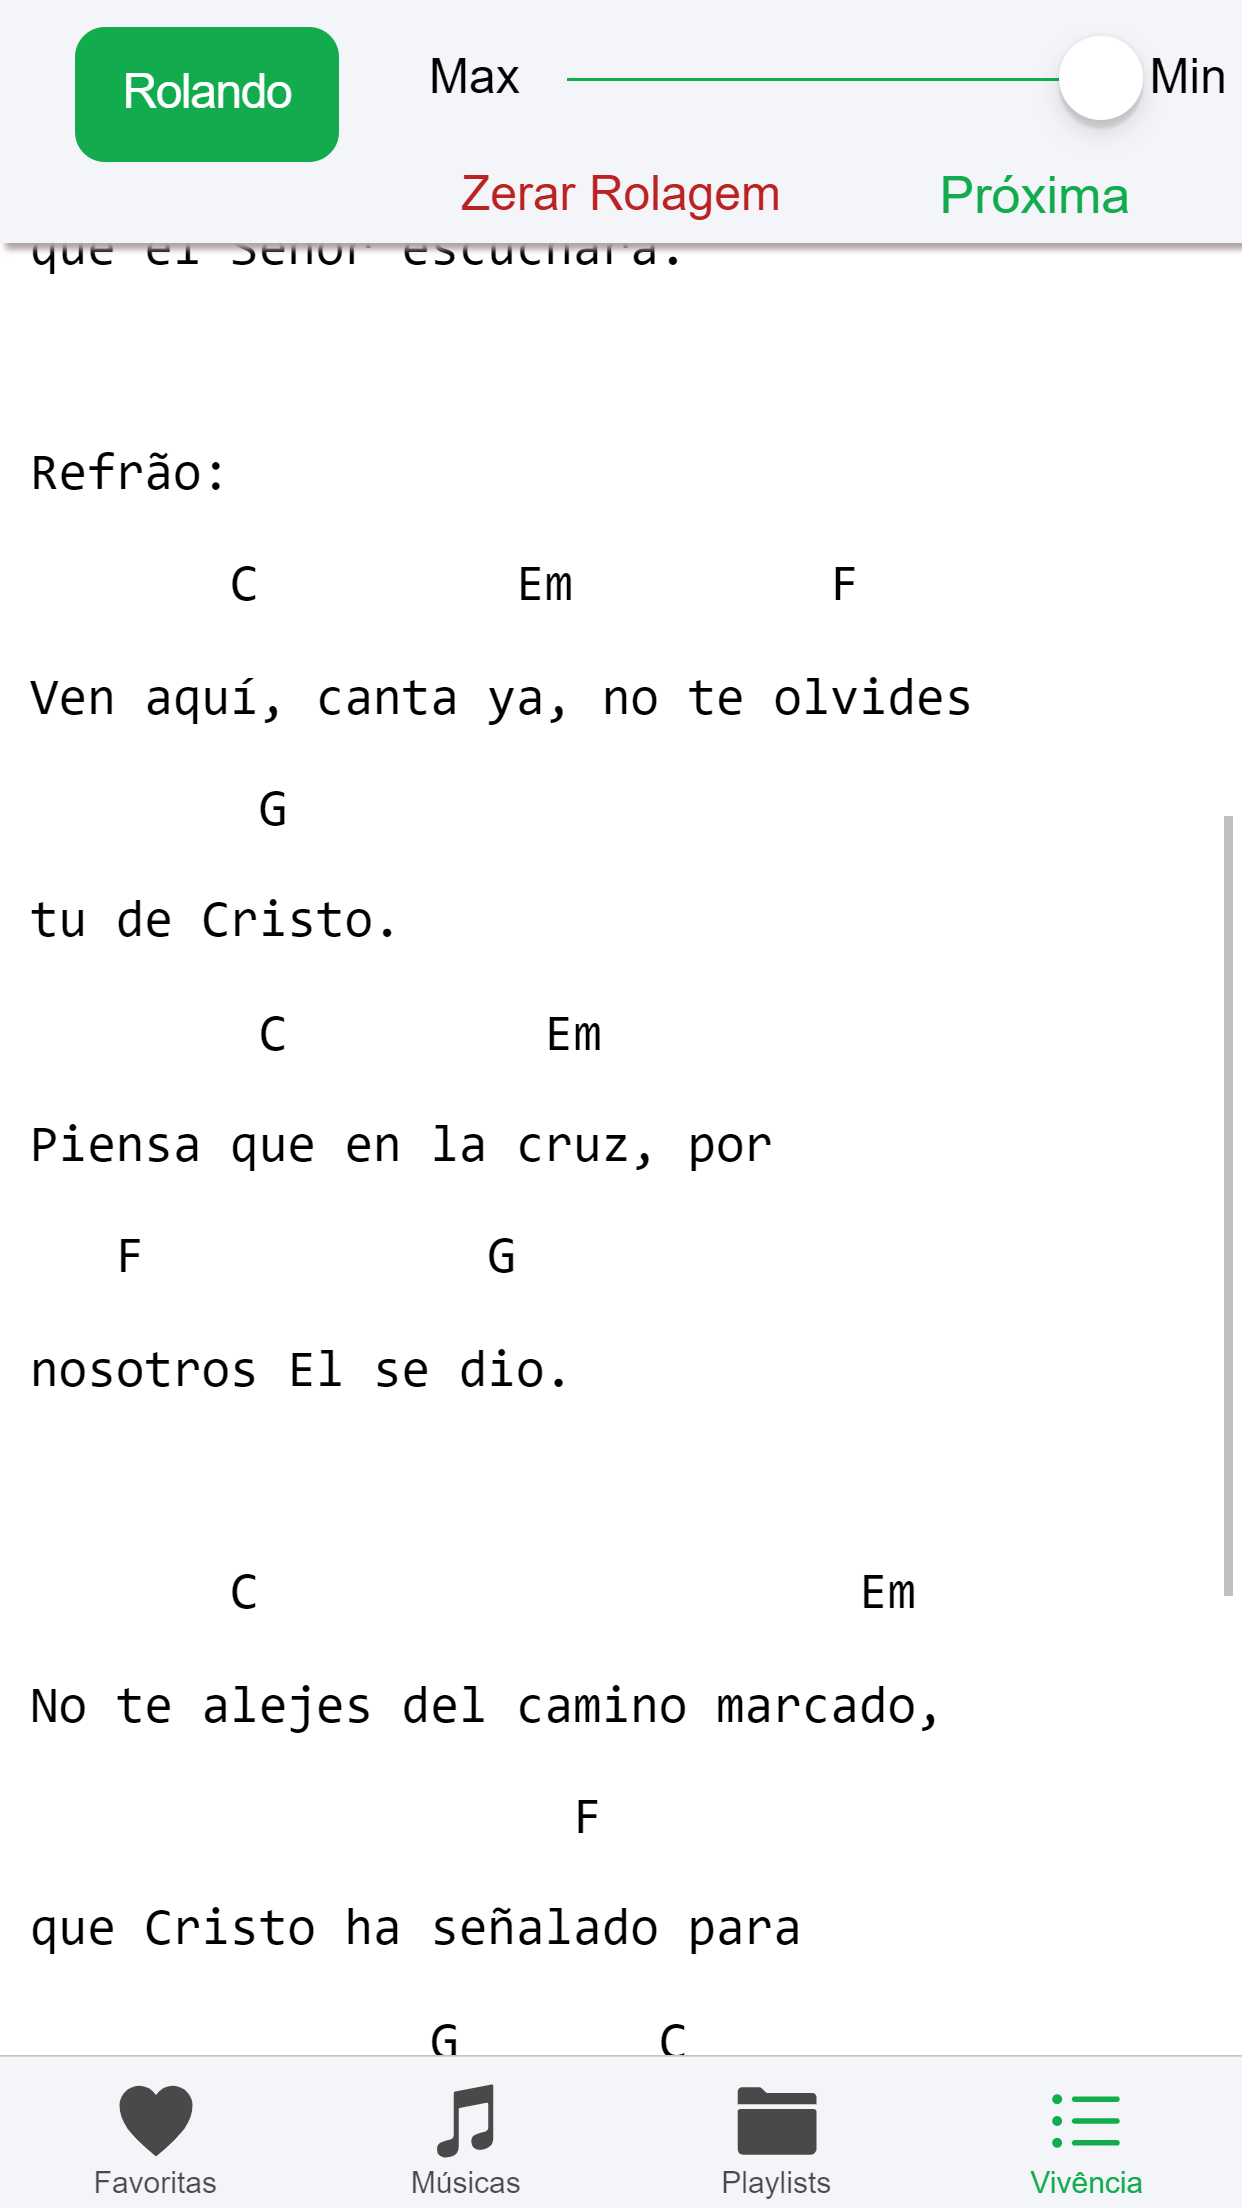 Rolando
Max Min
Zerar Rolagem Próxima
que el Señor escuchará.
Refrão:
C Em F
Ven aquí, canta ya, no te olvides
G
tu de Cristo.
C Em
Piensa que en la cruz, por
F G
nosotros El se dio.
C Em
No te alejes del camino marcado,
F
que Cristo ha señalado para
G C
Favoritas Músicas Playlists Vivência